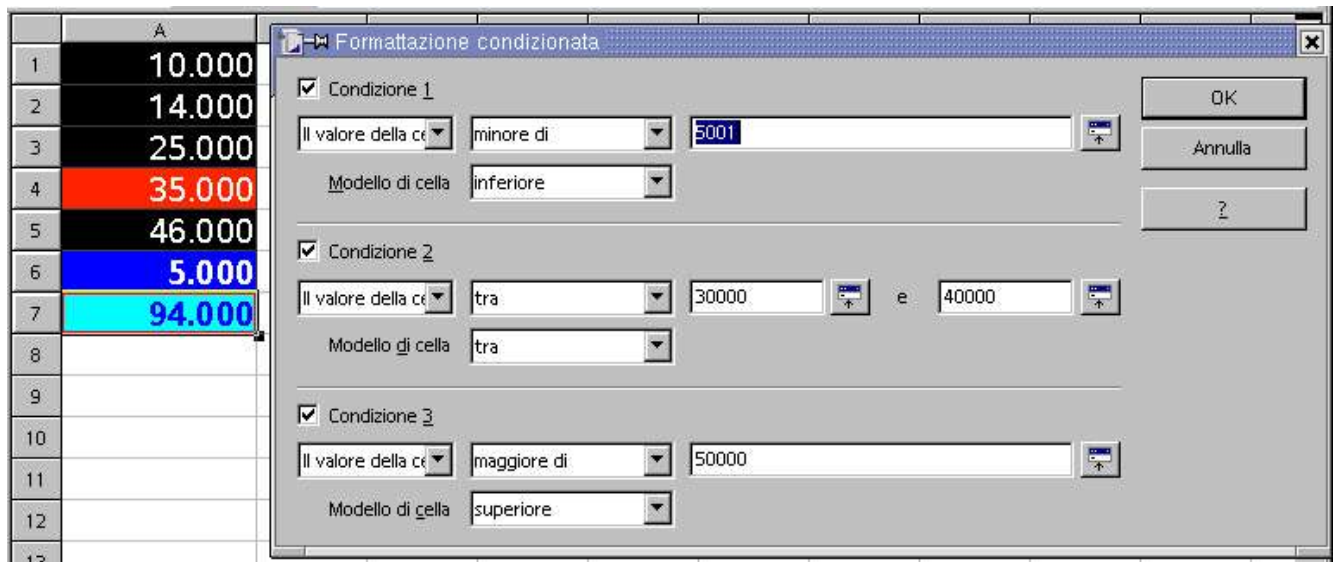 A
1 10.000
2 14.000
3 25.000
4 35.000
5 46.000
6 5.000
7 94.000
8
9
10
11
12
13
Formattazione condizionata
Condizione 1
Il valore della ce minore di 5001
Modello di cella inferiore
Condizione 2
Il valore della ce tra 30000 e 40000
Modello di cella tra
Condizione 3
Il valore della ce maggiore di 50000
Modello di cella superiore
OK
Annulla
?